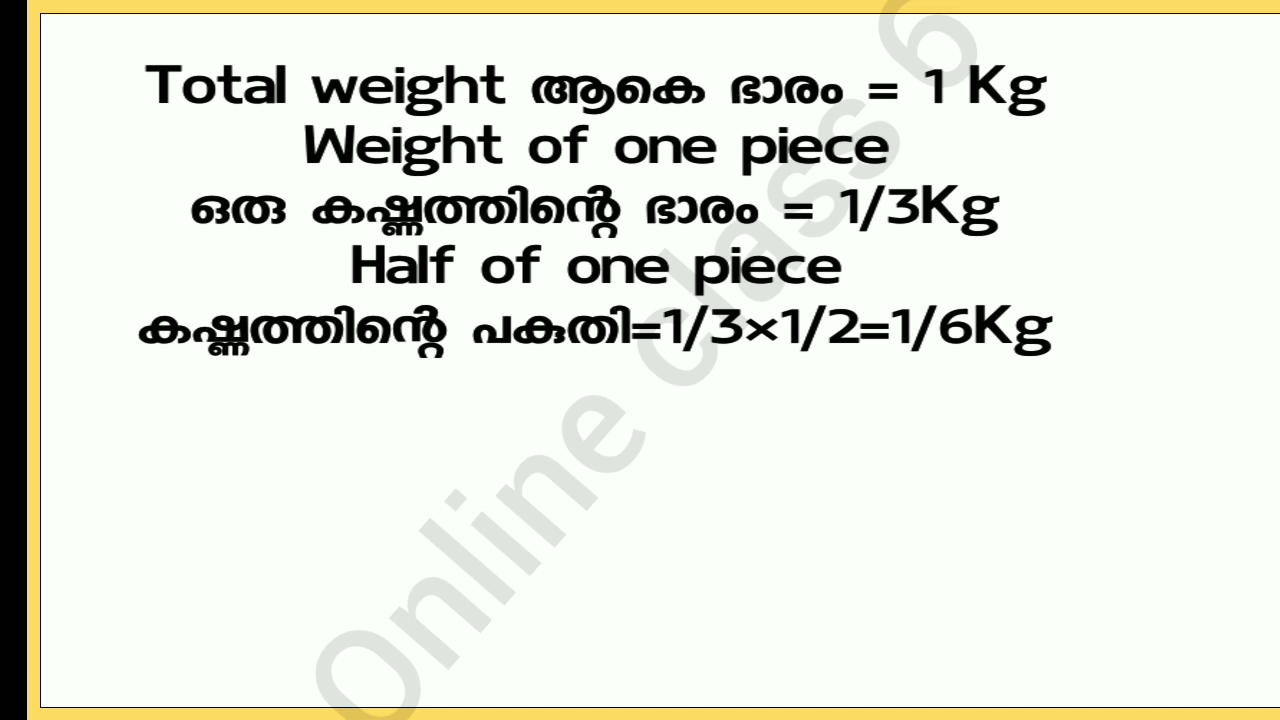 Total weight ആകെ ഭാരം = 1 Kg
Weight of one piece
ഒരു കഷ്ണത്തിന്റെ ഭാരം = 1/3Kg
Half of one piece
കഷ്ണത്തിന്റെ പകുതി=1/3×1/2=1/6Kg
Online class 6